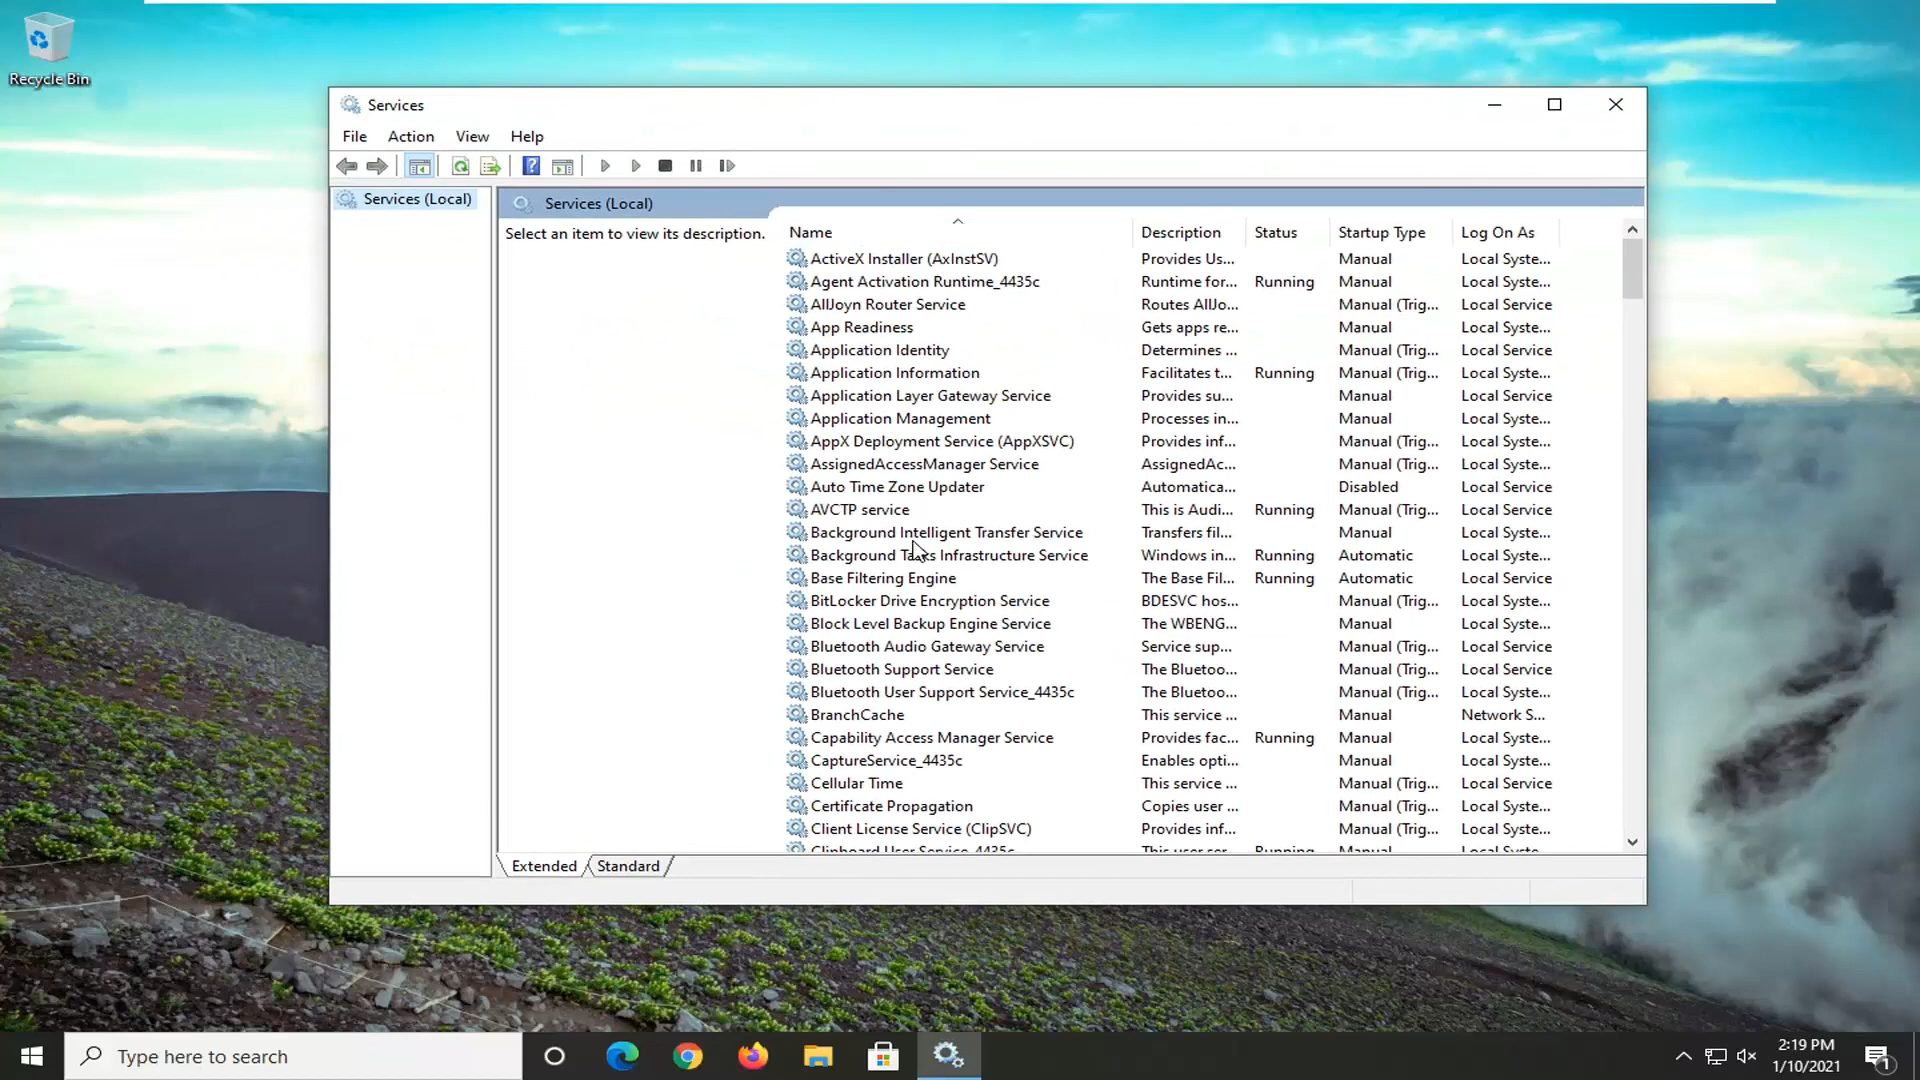 Recycle Bin
Services
File Action View Help
Services (Local)
Services (Local)
Select an item to view its description.
Name Description Status Startup Type Log On As
ActiveX Installer (AxInstSV) Provides Us... Manual Local Syste...
Agent Activation Runtime_4435c Runtime for... Running Manual Local Syste...
AllJoyn Router Service Routes AllJo... Manual (Trig... Local Service
App Readiness Gets apps re... Manual Local Syste...
Application Identity Determines ... Manual (Trig... Local Service
Application Information Facilitates t... Running Manual (Trig... Local Syste...
Application Layer Gateway Service Provides su... Manual Local Service
Application Management Processes in... Manual Local Syste...
AppX Deployment Service (AppXSVC) Provides inf... Manual (Trig... Local Syste...
AssignedAccessManager Service AssignedAc... Manual (Trig... Local Syste...
Auto Time Zone Updater Automatica... Disabled Local Service
AVCTP service This is Audi... Running Manual (Trig... Local Service
Background Intelligent Transfer Service Transfers fil... Manual Local Syste...
Background Tasks Infrastructure Service Windows in... Running Automatic Local Syste...
Base Filtering Engine The Base Fil... Running Automatic Local Service
BitLocker Drive Encryption Service BDESVC hos... Manual (Trig... Local Syste...
Block Level Backup Engine Service The WBENG... Manual Local Syste...
Bluetooth Audio Gateway Service Service sup... Manual (Trig... Local Service
Bluetooth Support Service The Bluetoo... Manual (Trig... Local Service
Bluetooth User Support Service_4435c The Bluetoo... Manual (Trig... Local Syste...
BranchCache This service ... Manual Network S...
Capability Access Manager Service Provides fac... Running Manual Local Syste...
CaptureService_4435c Enables opti... Manual Local Syste...
Cellular Time This service ... Manual (Trig... Local Service
Certificate Propagation Copies user ... Manual (Trig... Local Syste...
Client License Service (ClipSVC) Provides inf... Manual (Trig... Local Syste...
Clipboard User Service_4435c This user ser... Running Manual Local Syste...
Extended Standard
Type here to search
2:19 PM
1/10/2021
1